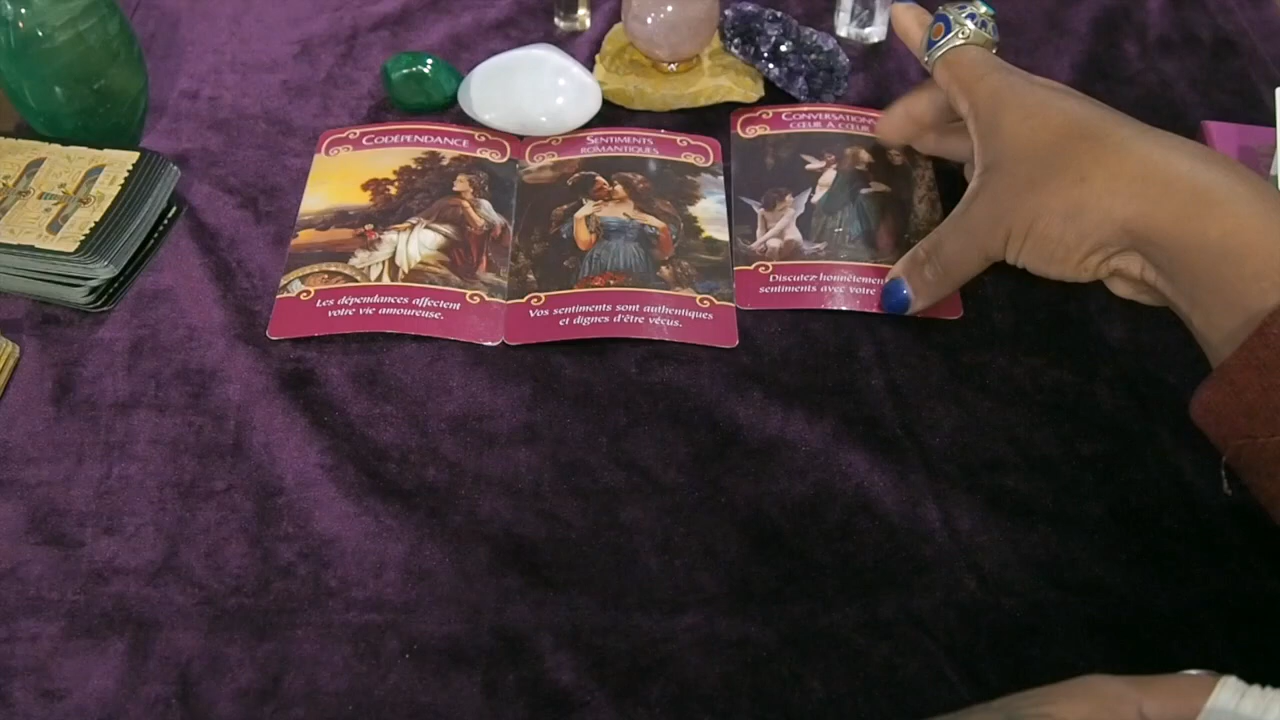 CODÉPENDANCE
Les dépendances affectent
votre vie amoureuse.
SENTIMENTS
ROMANTIQUES
Vos sentiments sont authentiques
et dignes d'être vécus.
CONVERSATIONS
CŒUR À CŒUR
Discutez
sentiments avec votre